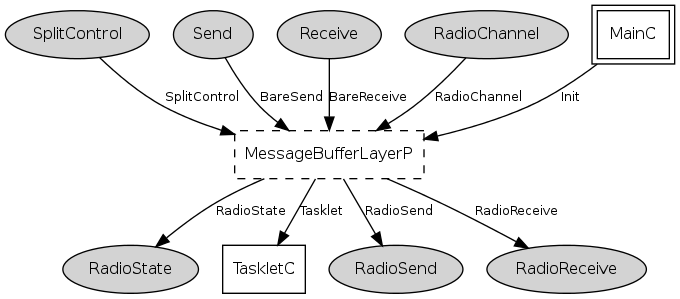 SplitControl
Send
Receive
RadioChannel
MainC
SplitControl
BareSend
BareReceive
RadioChannel
Init
MessageBufferLayerP
RadioState
Tasklet
RadioSend
RadioReceive
RadioState
TaskletC
RadioSend
RadioReceive